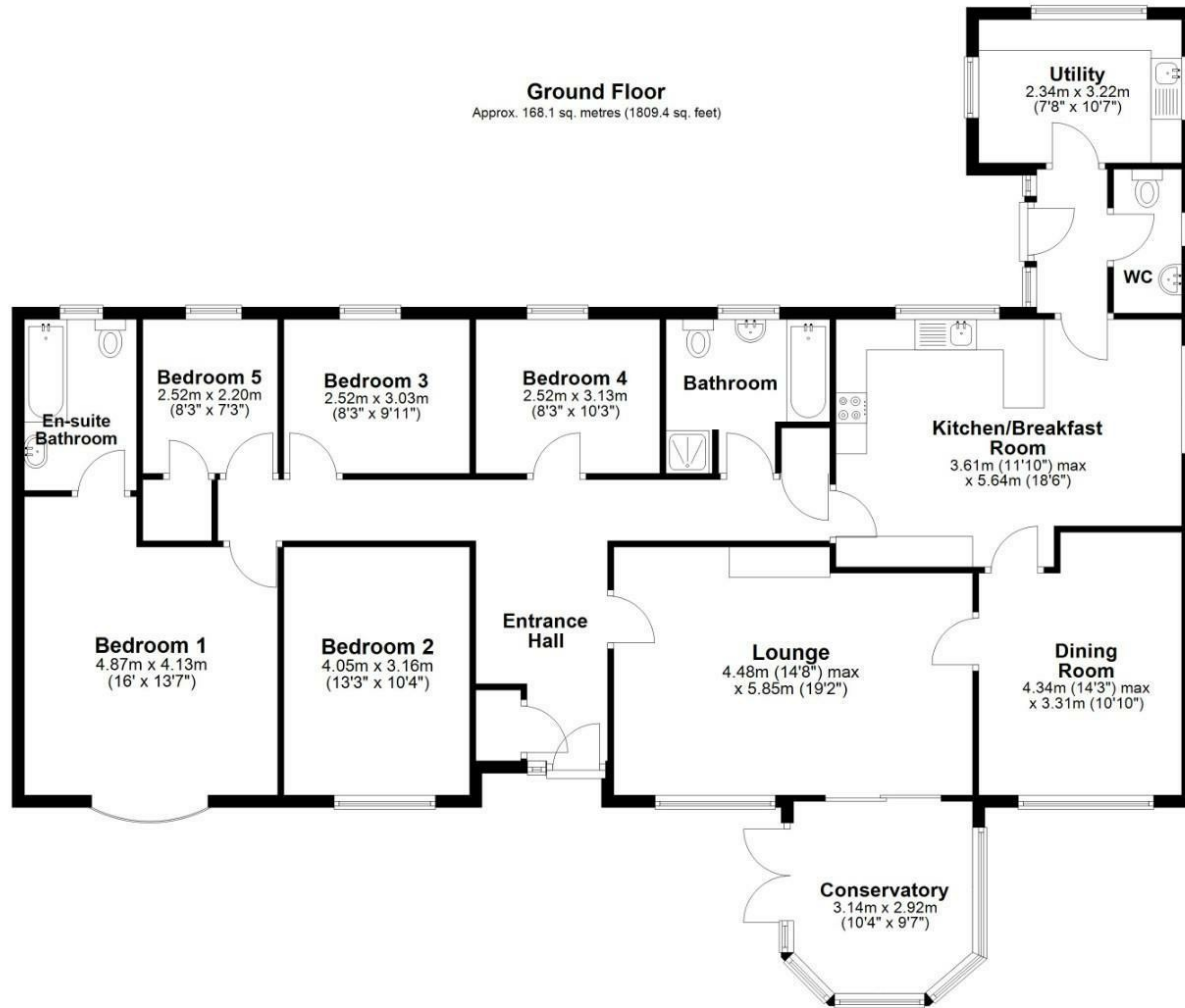 Ground Floor
Approx. 168.1 sq. metres (1809.4 sq. feet)
Utility
2.34m x 3.22m
(7'8" x 10'7")
WC
En-suite
Bathroom
Bedroom 5
2.52m x 2.20m
(8'3" x 7'3")
Bedroom 3
2.52m x 3.03m
(8'3" x 9'11")
Bedroom 4
2.52m x 3.13m
(8'3" x 10'3")
Bathroom
Kitchen/Breakfast
Room
3.61m (11'10") max
x 5.64m (18'6")
Bedroom 1
4.87m x 4.13m
(16' x 13'7")
Bedroom 2
4.05m x 3.16m
(13'3" x 10'4")
Entrance
Hall
Lounge
4.48m (14'8") max
x 5.85m (19'2")
Dining
Room
4.34m (14'3") max
x 3.31m (10'10")
Conservatory
3.14m x 2.92m
(10'4" x 9'7")